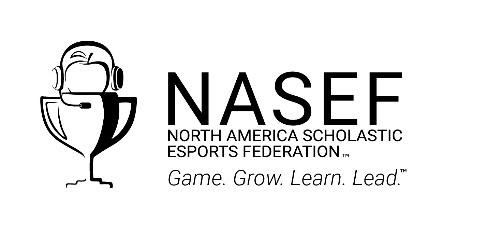 NASEF
NORTH AMERICA SCHOLASTIC
ESPORTS FEDERATION™
Game. Grow. Learn. Lead.™